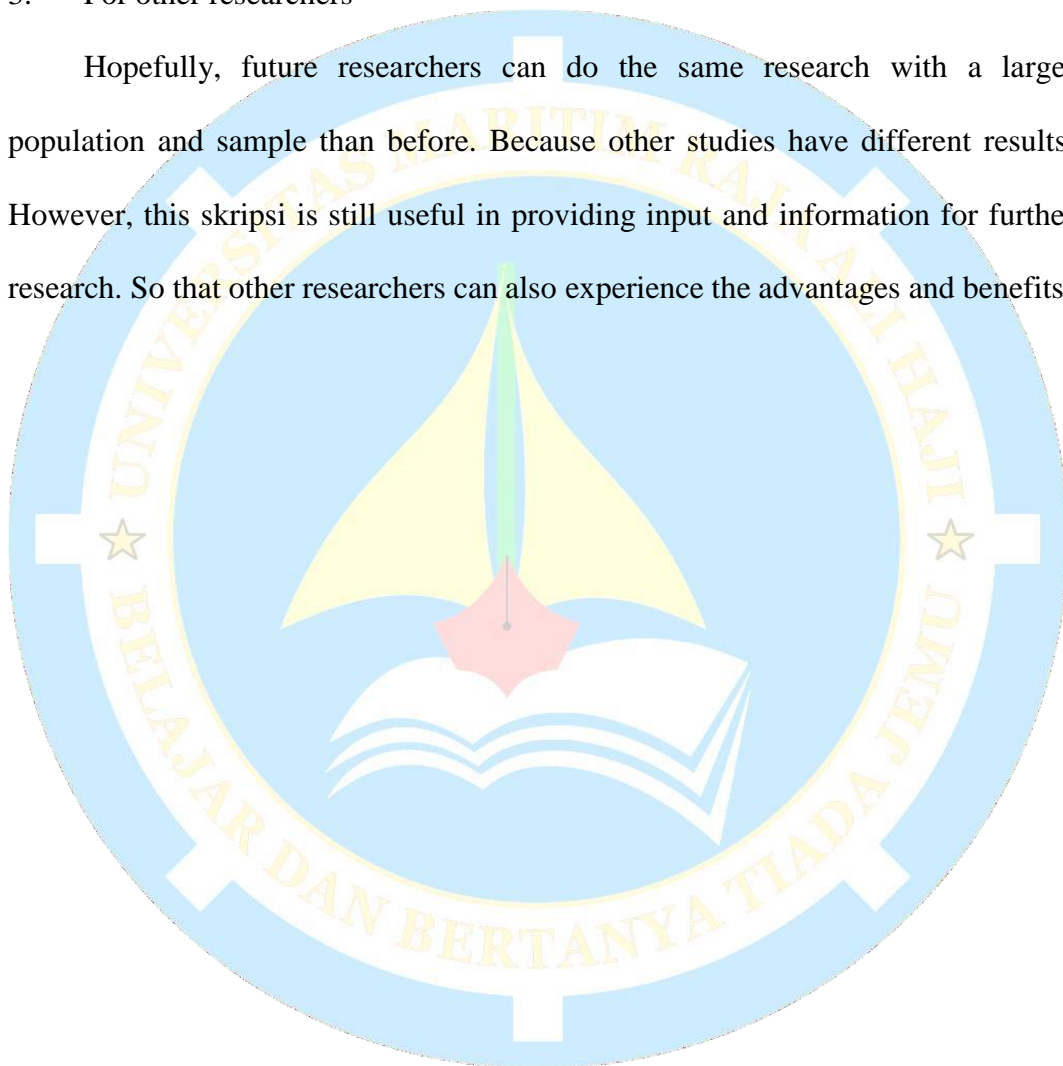 For other researchers
Hopefully, future researchers can do the same research with a large
population and sample than before. Because other studies have different results
However, this skripsi is still useful in providing input and information for furthe
research. So that other researchers can also experience the advantages and benefits
UNIVERSITAS MARITIM RAJA ALI HAJI
BELAJAR DAN BERTANYA TIADA JEMU